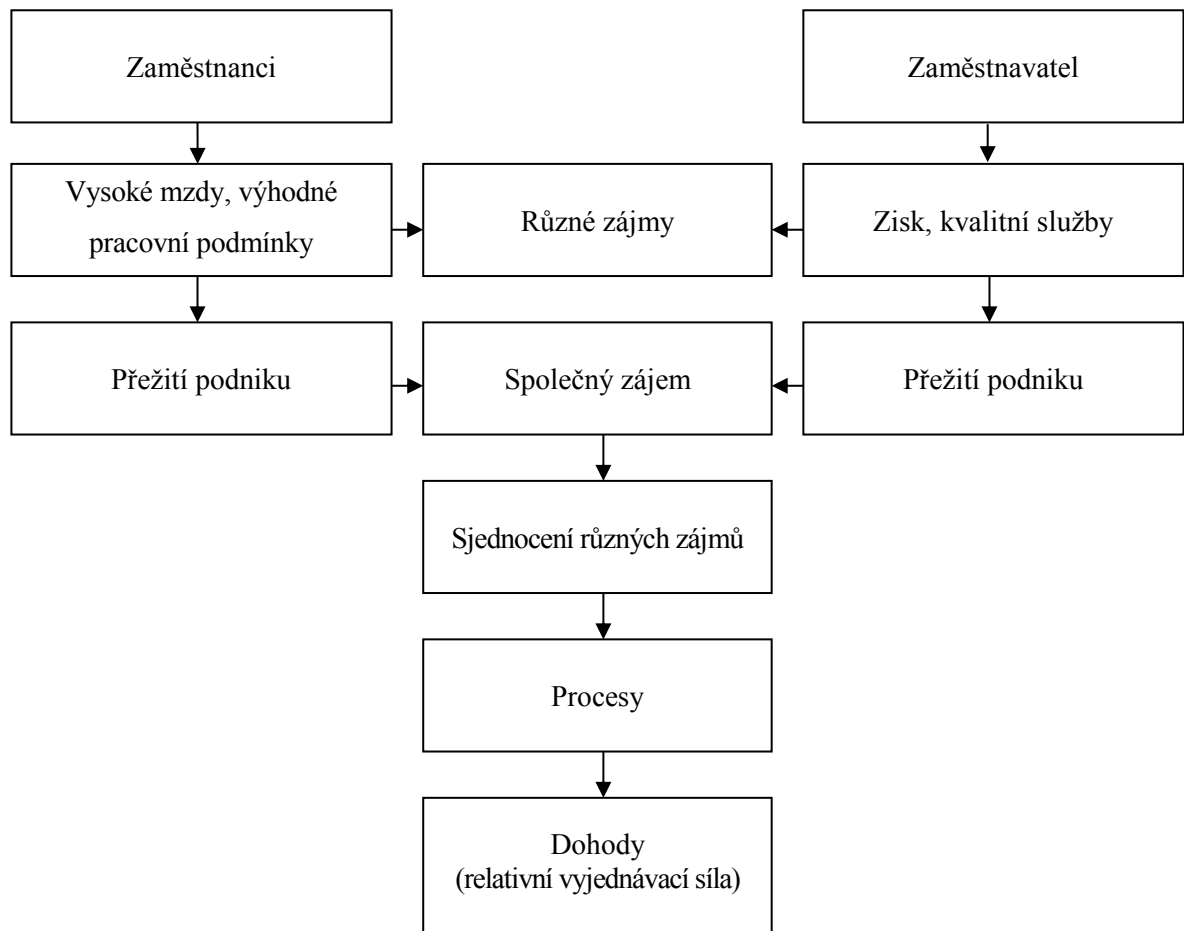 Zaměstnanci
Zaměstnavatel
Vysoké mzdy, výhodné
pracovní podmínky
Různé zájmy
Zisk, kvalitní služby
Přežití podniku
Společný zájem
Přežití podniku
Sjednocení různých zájmů
Procesy
Dohody
(relativní vyjednávací síla)